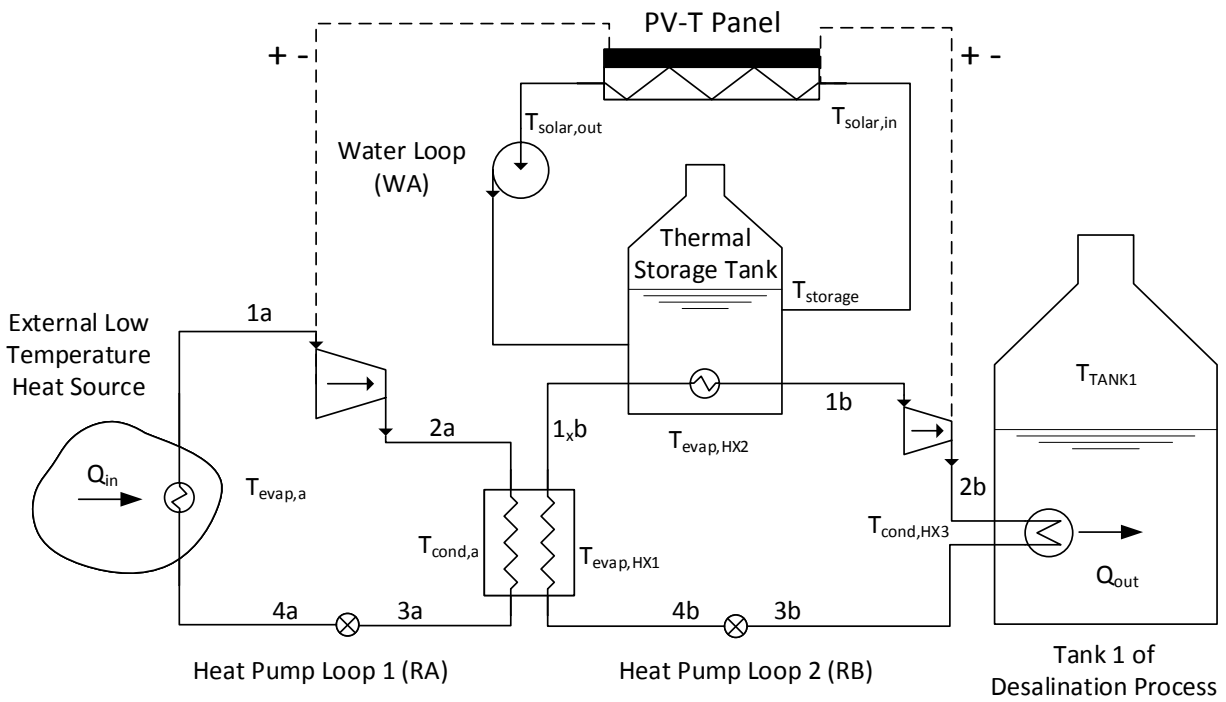 PV-T Panel
+ -
+ -
T_solar,out
T_solar,in
Water Loop
(WA)
Thermal
Storage Tank
T_storage
External Low
Temperature
Heat Source
1a
T_TANK1
1b
2a
1_xb
T_evap,HX2
Q_in
T_evap,a
2b
T_cond,HX3
T_cond,a
T_evap,HX1
Q_out
4a
3a
4b
3b
Heat Pump Loop 1 (RA)
Heat Pump Loop 2 (RB)
Tank 1 of
Desalination Process